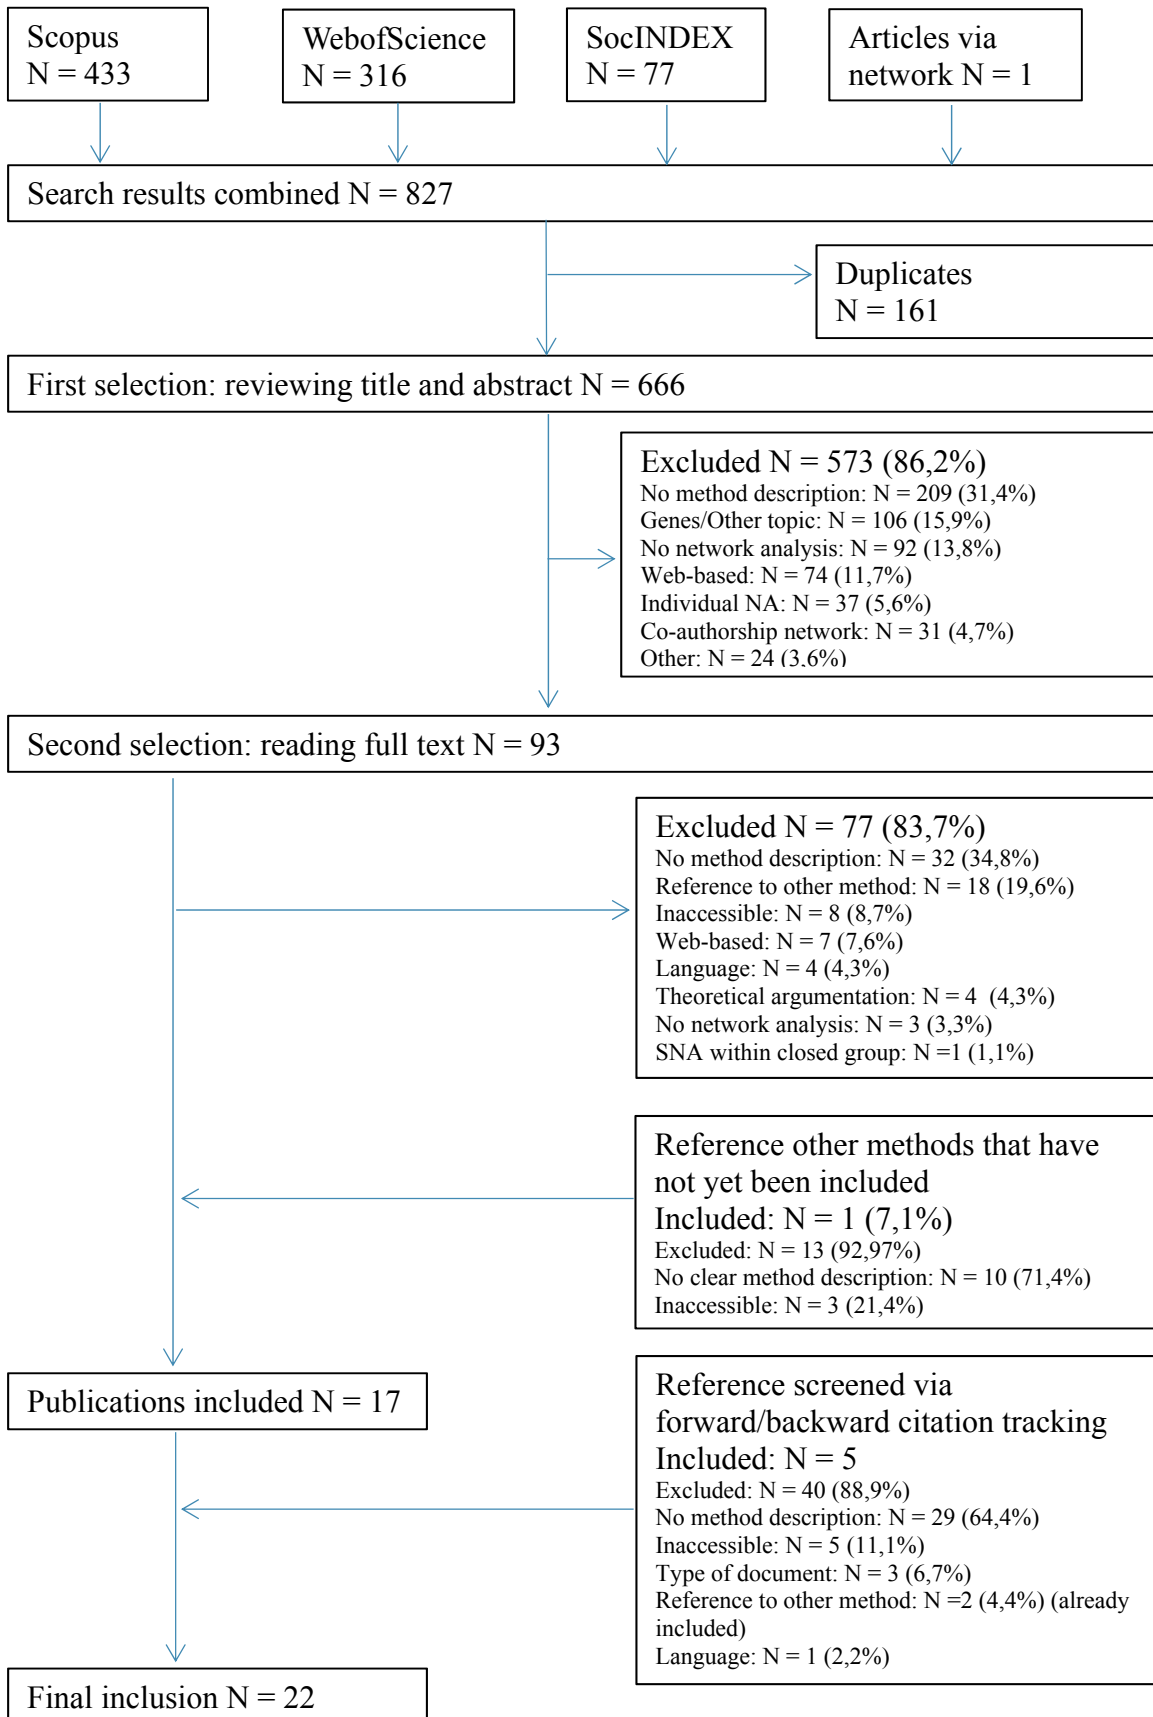 Scopus
N = 433
WebofScience
N = 316
SocINDEX
N = 77
Articles via
network N = 1
Search results combined N = 827
Duplicates
N = 161
First selection: reviewing title and abstract N = 666
Excluded N = 573 (86,2%)
No method description: N = 209 (31,4%)
Genes/Other topic: N = 106 (15,9%)
No network analysis: N = 92 (13,8%)
Web-based: N = 74 (11,7%)
Individual NA: N = 37 (5,6%)
Co-authorship network: N = 31 (4,7%)
Other: N = 24 (3,6%)
Second selection: reading full text N = 93
Excluded N = 77 (83,7%)
No method description: N = 32 (34,8%)
Reference to other method: N = 18 (19,6%)
Inaccessible: N = 8 (8,7%)
Web-based: N = 7 (7,6%)
Language: N = 4 (4,3%)
Theoretical argumentation: N = 4  (4,3%)
No network analysis: N = 3 (3,3%)
SNA within closed group: N =1 (1,1%)
Reference other methods that have
not yet been included
Included: N = 1 (7,1%)
Excluded: N = 13 (92,97%)
No clear method description: N = 10 (71,4%)
Inaccessible: N = 3 (21,4%)
Publications included N = 17
Reference screened via
forward/backward citation tracking
Included: N = 5
Excluded: N = 40 (88,9%)
No method description: N = 29 (64,4%)
Inaccessible: N = 5 (11,1%)
Type of document: N = 3 (6,7%)
Reference to other method: N =2 (4,4%) (already
included)
Language: N = 1 (2,2%)
Final inclusion N = 22